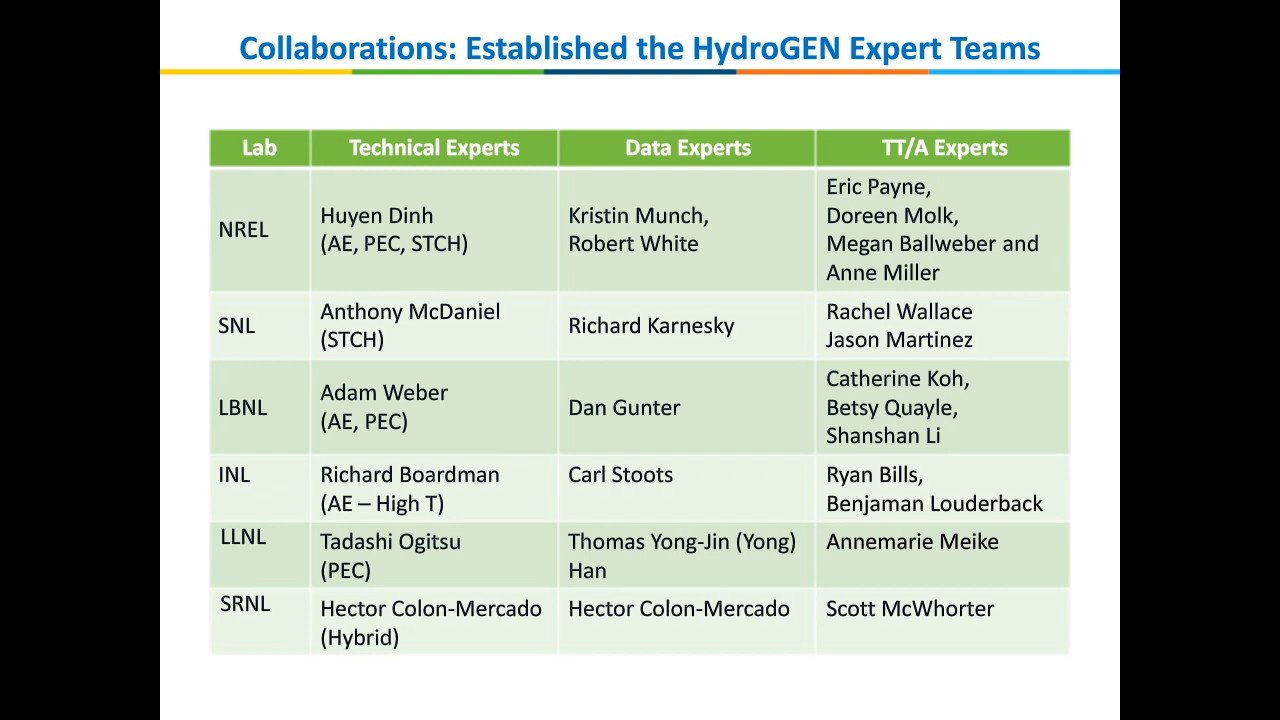 Collaborations: Established the HydroGEN Expert Teams
Lab Technical Experts Data Experts TT/A Experts
NREL
Huyen Dinh
(AE, PEC, STCH)
Kristin Munch,
Robert White
Eric Payne,
Doreen Molk,
Megan Ballweber and
Anne Miller
SNL
Anthony McDaniel
(STCH)
Richard Karnesky
Rachel Wallace
Jason Martinez
LBNL
Adam Weber
(AE, PEC)
Dan Gunter
Catherine Koh,
Betsy Quayle,
Shanshan Li
INL
Richard Boardman
(AE – High T)
Carl Stoots
Ryan Bills,
Benjaman Louderback
LLNL
Tadashi Ogitsu
(PEC)
Thomas Yong-Jin (Yong)
Han
Annemarie Meike
SRNL
Hector Colon-Mercado
(Hybrid)
Hector Colon-Mercado
Scott McWhorter